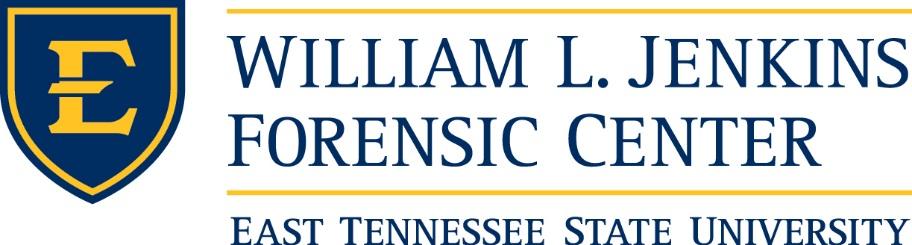 E
WILLIAM L. JENKINS
FORENSIC CENTER
EAST TENNESSEE STATE UNIVERSITY